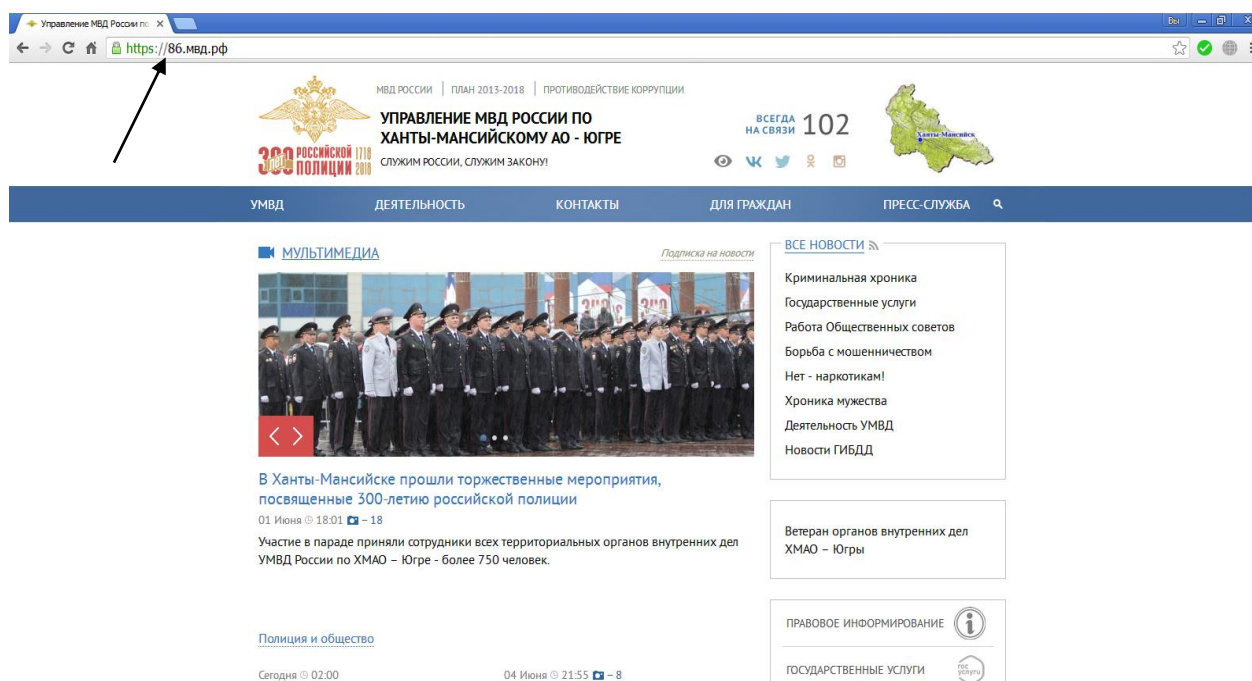 Управление МВД России по
Вы
https://86.мвд.рф
МВД РОССИИ | ПЛАН 2013-2018 | ПРОТИВОДЕЙСТВИЕ КОРРУПЦИИ
УПРАВЛЕНИЕ МВД РОССИИ ПО
ХАНТЫ-МАНСИЙСКОМУ АО - ЮГРЕ
СЛУЖИМ РОССИИ, СЛУЖИМ ЗАКОНУ!
300 лет РОССИЙСКОЙ 1718
ПОЛИЦИИ 2018
ВСЕГДА
НА СВЯЗИ 102
Ханты-Мансийск
УМВД ДЕЯТЕЛЬНОСТЬ КОНТАКТЫ ДЛЯ ГРАЖДАН ПРЕСС-СЛУЖБА
МУЛЬТИМЕДИА
Подписка на новости
300
300
В Ханты-Мансийске прошли торжественные мероприятия,
посвященные 300-летию российской полиции
01 Июня 18:01 – 18
Участие в параде приняли сотрудники всех территориальных органов внутренних дел
УМВД России по ХМАО – Югре - более 750 человек.
Полиция и общество
Сегодня 02:00
04 Июня 21:55 – 8
ВСЕ НОВОСТИ
Криминальная хроника
Государственные услуги
Работа Общественных советов
Борьба с мошенничеством
Нет - наркотикам!
Хроника мужества
Деятельность УМВД
Новости ГИБДД
Ветеран органов внутренних дел
ХМАО – Югры
ПРАВОВОЕ ИНФОРМИРОВАНИЕ
ГОСУДАРСТВЕННЫЕ УСЛУГИ
гос
услуги